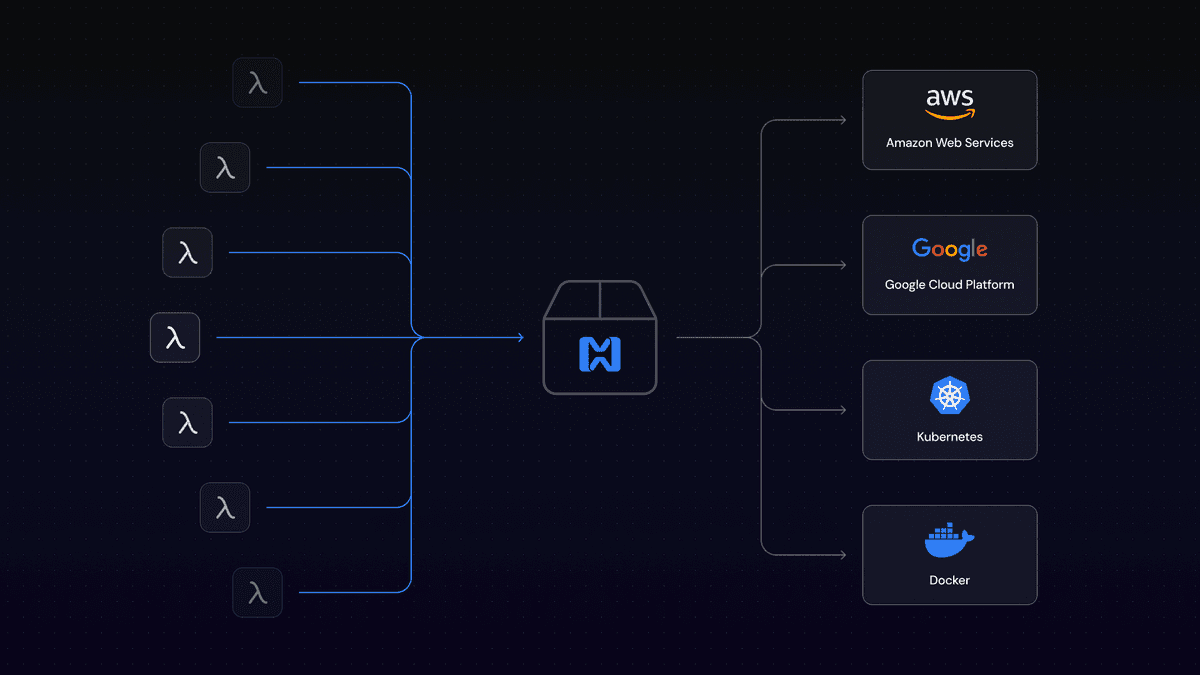 λ
λ
λ
λ
λ
λ
λ
aws
Amazon Web Services
Google
Google Cloud Platform
Kubernetes
Docker